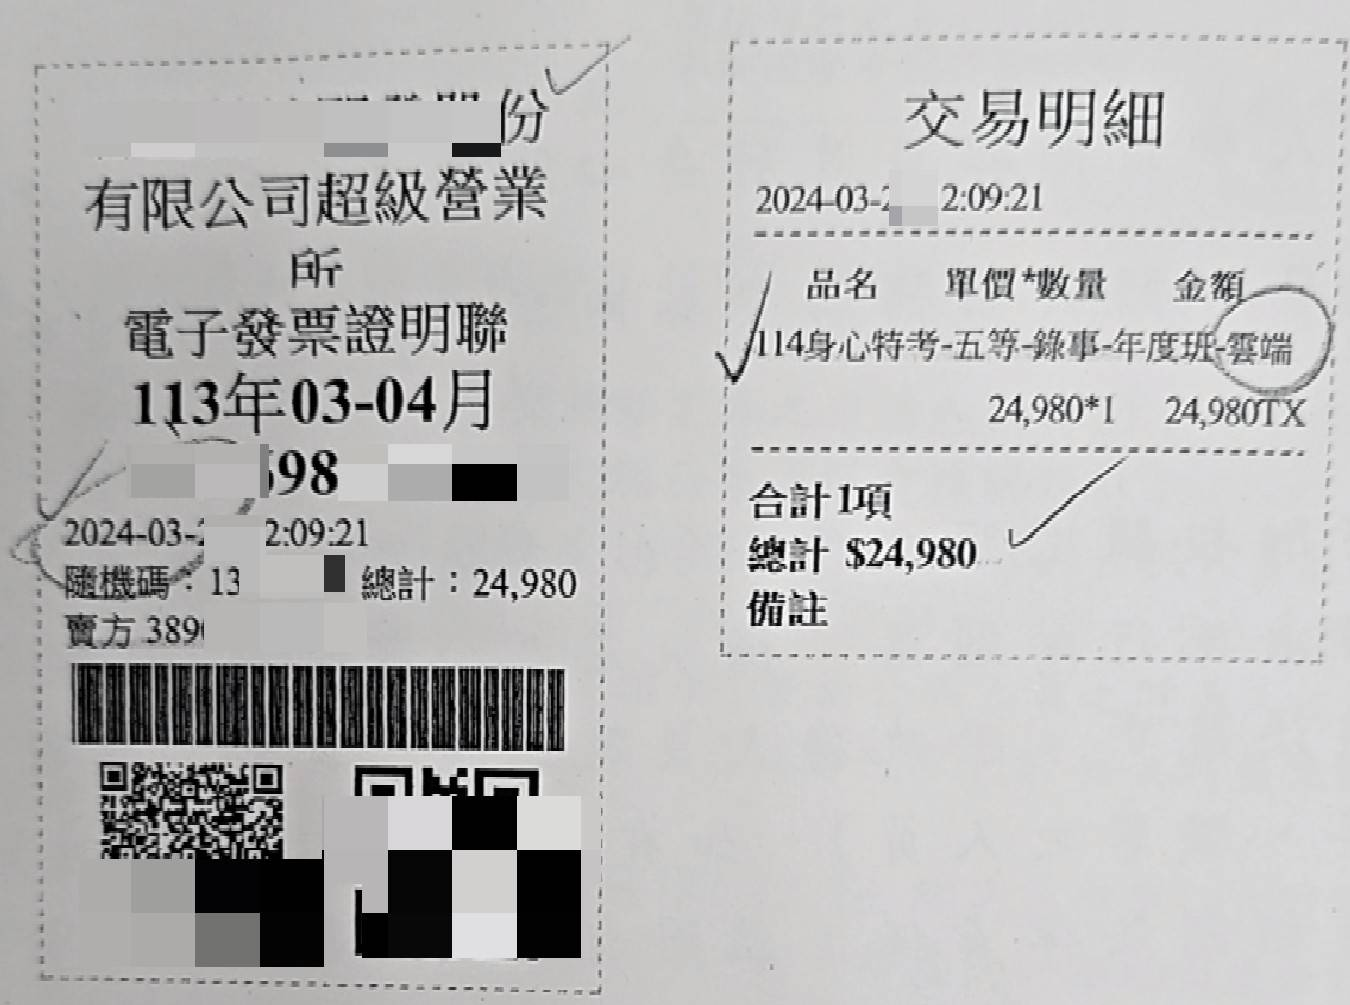 份
有限公司超級營業
所
電子發票證明聯
113年03-04月
698
2024-03-2 2:09:21
隨機碼：13 總計：24,980
賣方 389
交易明細
2024-03-2 2:09:21
品名 單價*數量 金額
114身心特考-五等-錄事-年度班-雲端
24,980*1 24,980TX
合計1項
總計 $24,980
備註